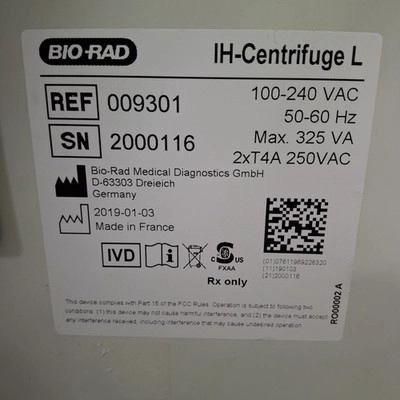 BIO-RAD
IH-Centrifuge L
REF 009301
100-240 VAC
50-60 Hz
SN 2000116
Max. 325 VA
2xT4A 250VAC
Bio-Rad Medical Diagnostics GmbH
D-63303 Dreieich
Germany
2019-01-03
Made in France
IVD
C US
FXAA
Rx only
(01)07611969226320
(11)190103
(21)2000116
RO00002 A
This device complies with Part 15 of the FCC Rules. Operation is subject to following two
conditions. (1) this device may not cause harmful interference, and (2) the device must accept
any interference received, including interference that may cause undesired operation.